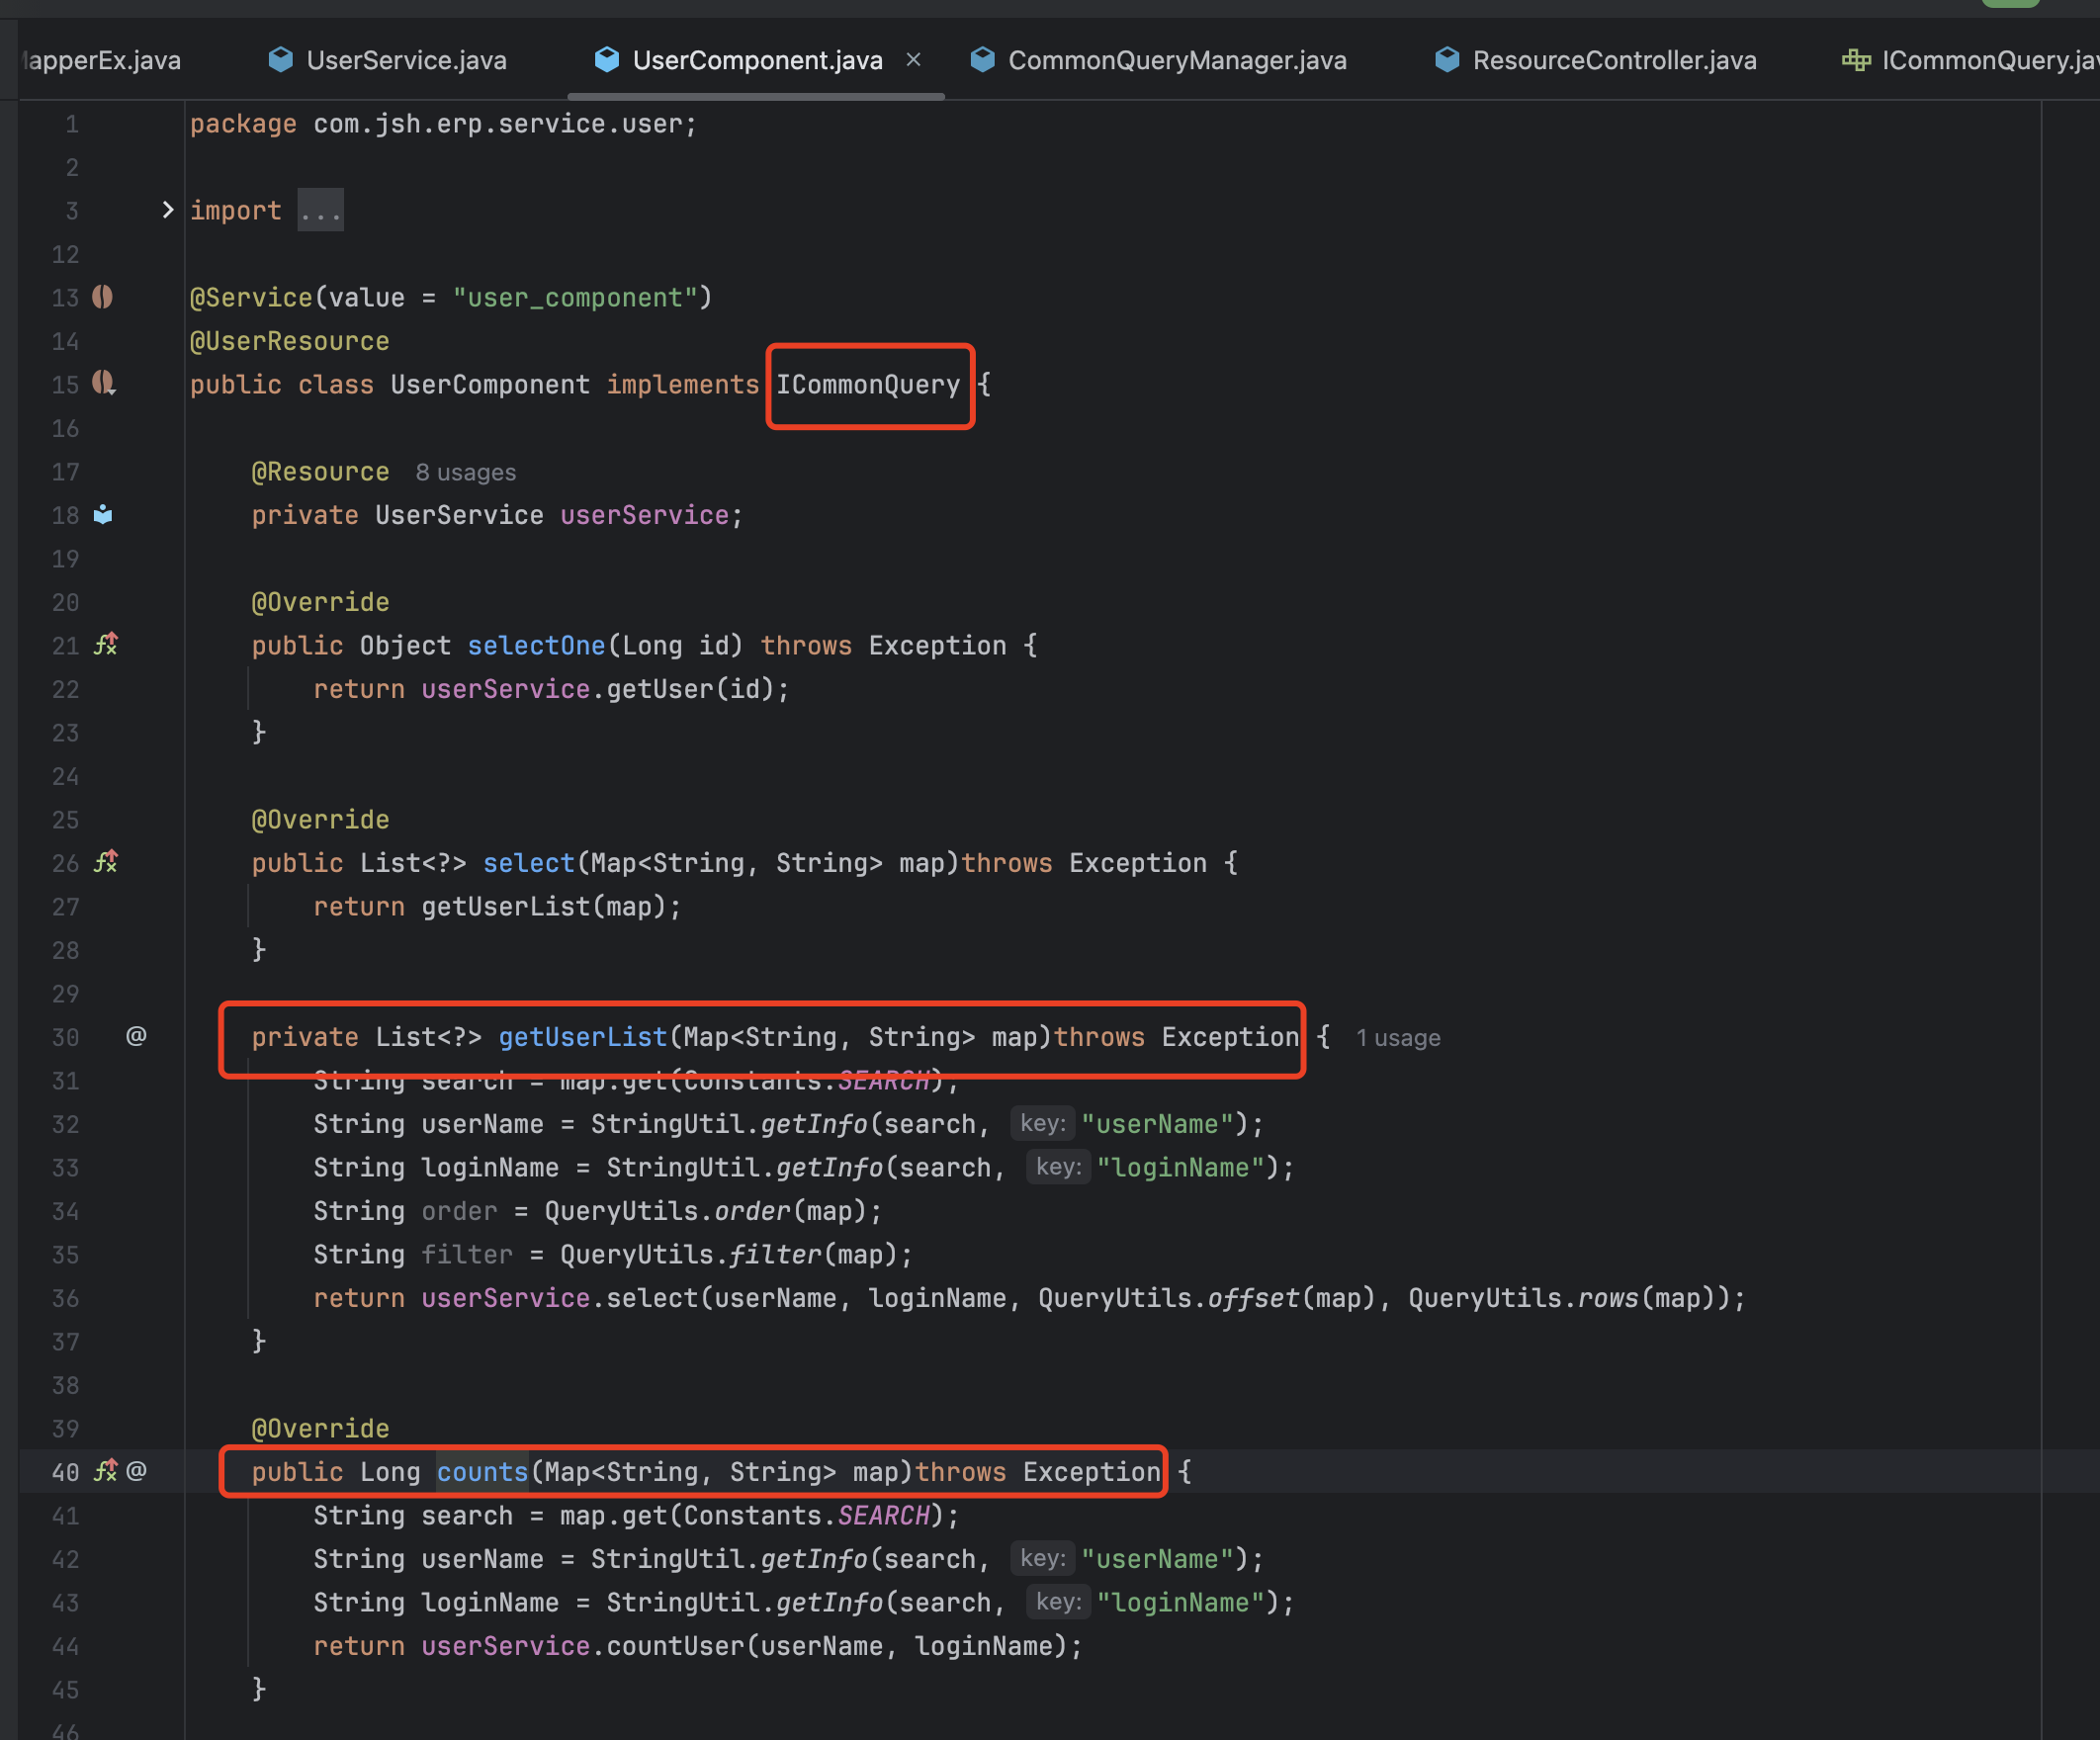 apperEx.java UserService.java UserComponent.java × CommonQueryManager.java ResourceController.java ICommonQuery.jav
1 package com.jsh.erp.service.user;
2
3 import ...
12
13 @Service(value = "user_component")
14 @UserResource
15 public class UserComponent implements ICommonQuery {
16
17 @Resource 8 usages
18 private UserService userService;
19
20 @Override
21 public Object selectOne(Long id) throws Exception {
22 return userService.getUser(id);
23 }
24
25 @Override
26 public List<?> select(Map<String, String> map)throws Exception {
27 return getUserList(map);
28 }
29
30 @ private List<?> getUserList(Map<String, String> map)throws Exception { 1 usage
31 String search = map.get(Constants.SEARCH);
32 String userName = StringUtil.getInfo(search, key: "userName");
33 String loginName = StringUtil.getInfo(search, key: "loginName");
34 String order = QueryUtils.order(map);
35 String filter = QueryUtils.filter(map);
36 return userService.select(userName, loginName, QueryUtils.offset(map), QueryUtils.rows(map));
37 }
38
39 @Override
40 @ public Long counts(Map<String, String> map)throws Exception {
41 String search = map.get(Constants.SEARCH);
42 String userName = StringUtil.getInfo(search, key: "userName");
43 String loginName = StringUtil.getInfo(search, key: "loginName");
44 return userService.countUser(userName, loginName);
45 }
46